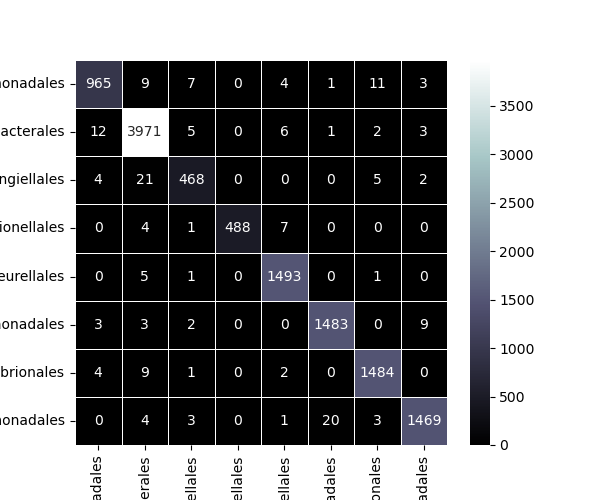 onadales 965 9 7 0 4 1 11 3
acterales 12 3971 5 0 6 1 2 3
ngiellales 4 21 468 0 0 0 5 2
ionellales 0 4 1 488 7 0 0 0
eurellales 0 5 1 0 1493 0 1 0
onadales 3 3 2 0 0 1483 0 9
brionales 4 9 1 0 2 0 1484 0
onadales 0 4 3 0 1 20 3 1469
adales
erales
ellales
ellales
ellales
adales
onales
adales
3500
3000
2500
2000
1500
1000
500
0